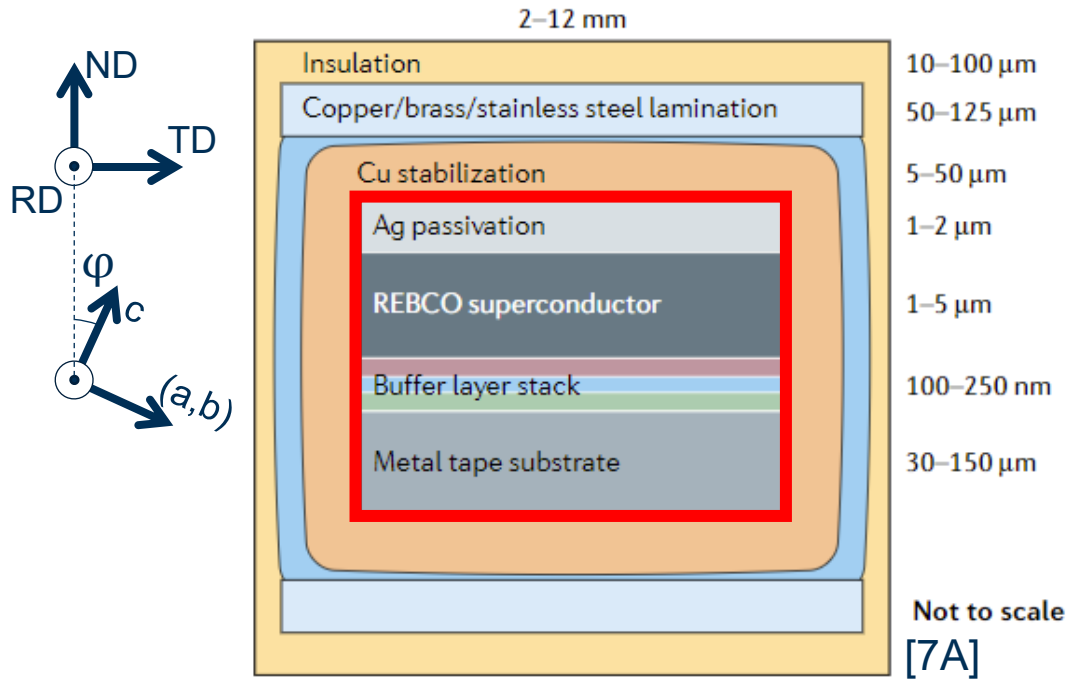 2–12 mm
ND
TD
RD
φ
c
(a,b)
Insulation
10–100 μm
Copper/brass/stainless steel lamination
50–125 μm
Cu stabilization
5–50 μm
Ag passivation
1–2 μm
REBCO superconductor
1–5 μm
Buffer layer stack
100–250 nm
Metal tape substrate
30–150 μm
Not to scale
[7A]